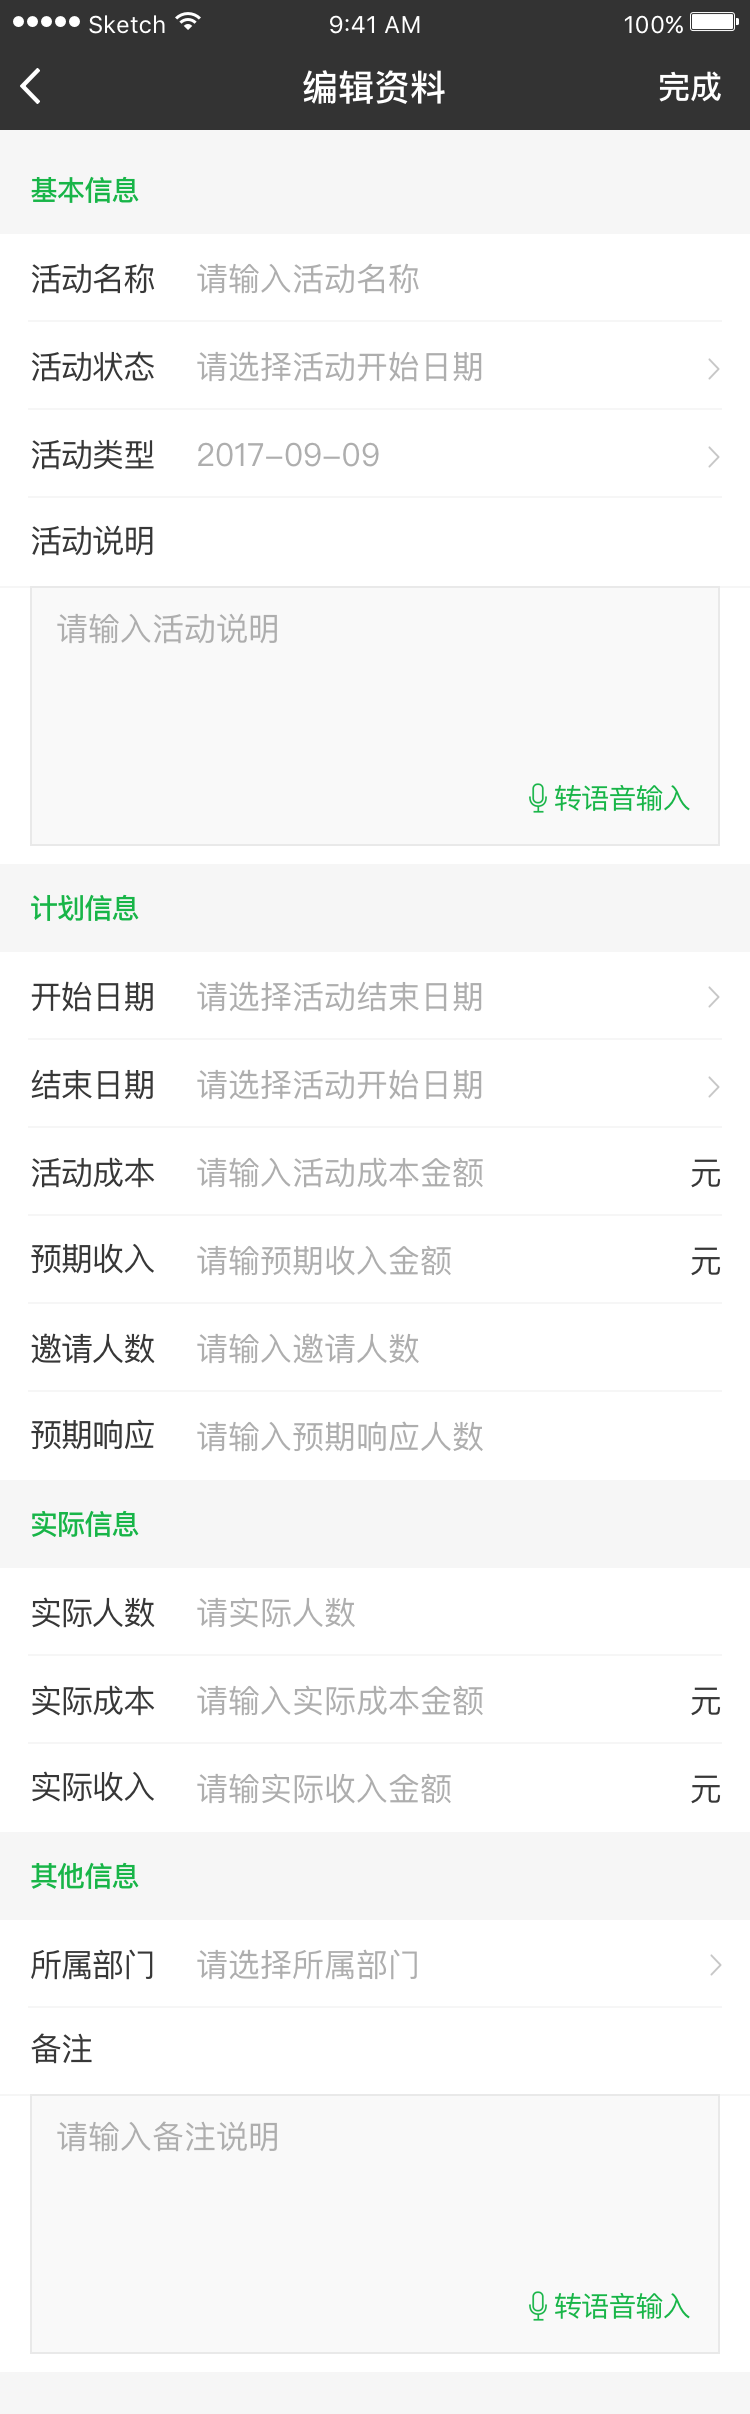 Sketch 9:41 AM 100%
编辑资料 完成
基本信息
活动名称 请输入活动名称
活动状态 请选择活动开始日期
活动类型 2017-09-09
活动说明
请输入活动说明
转语音输入
计划信息
开始日期 请选择活动结束日期
结束日期 请选择活动开始日期
活动成本 请输入活动成本金额 元
预期收入 请输预期收入金额 元
邀请人数 请输入邀请人数
预期响应 请输入预期响应人数
实际信息
实际人数 请实际人数
实际成本 请输入实际成本金额 元
实际收入 请输实际收入金额 元
其他信息
所属部门 请选择所属部门
备注
请输入备注说明
转语音输入